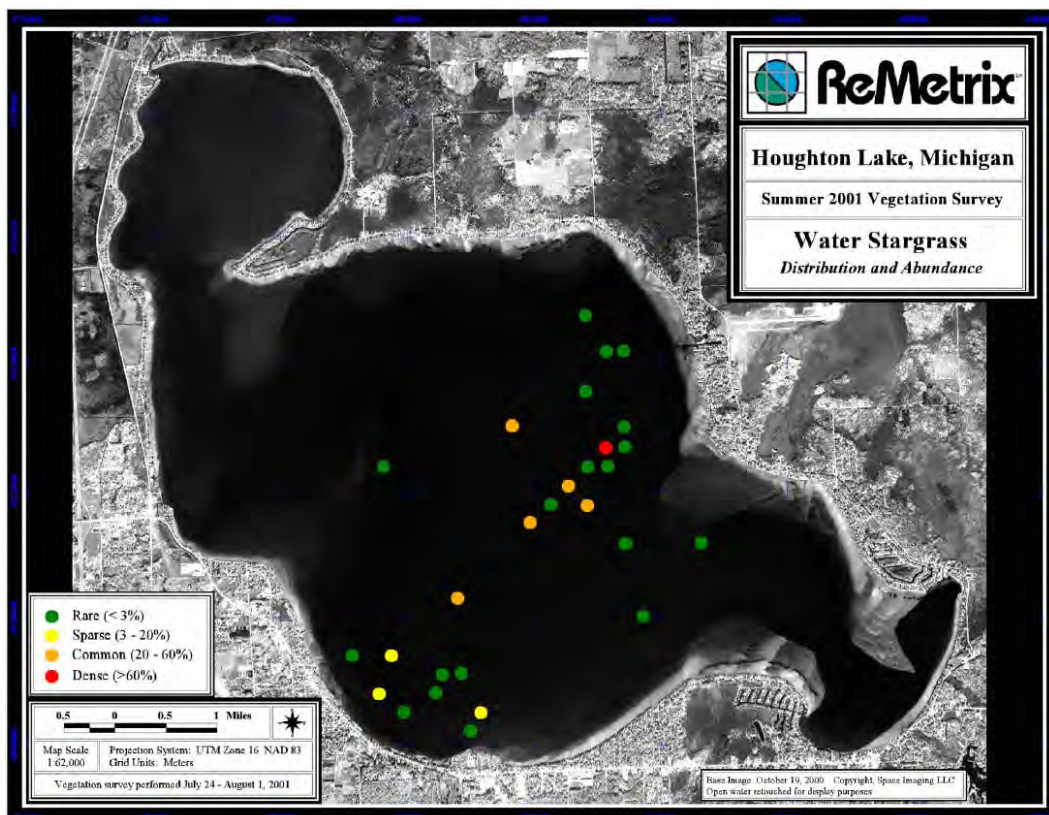 ReMetrix
Houghton Lake, Michigan
Summer 2001 Vegetation Survey
Water Stargrass
Distribution and Abundance
Rare (< 3%)
Sparse (3 - 20%)
Common (20 - 60%)
Dense (>60%)
0.5 0 0.5 1 Miles
Map Scale
1:62,000
Projection System: UTM Zone 16 NAD 83
Grid Units: Meters
Vegetation survey performed July 24 - August 1, 2001
Base Image: October 19, 2000 Copyright, Space Imaging LLC
Open water retouched for display purposes